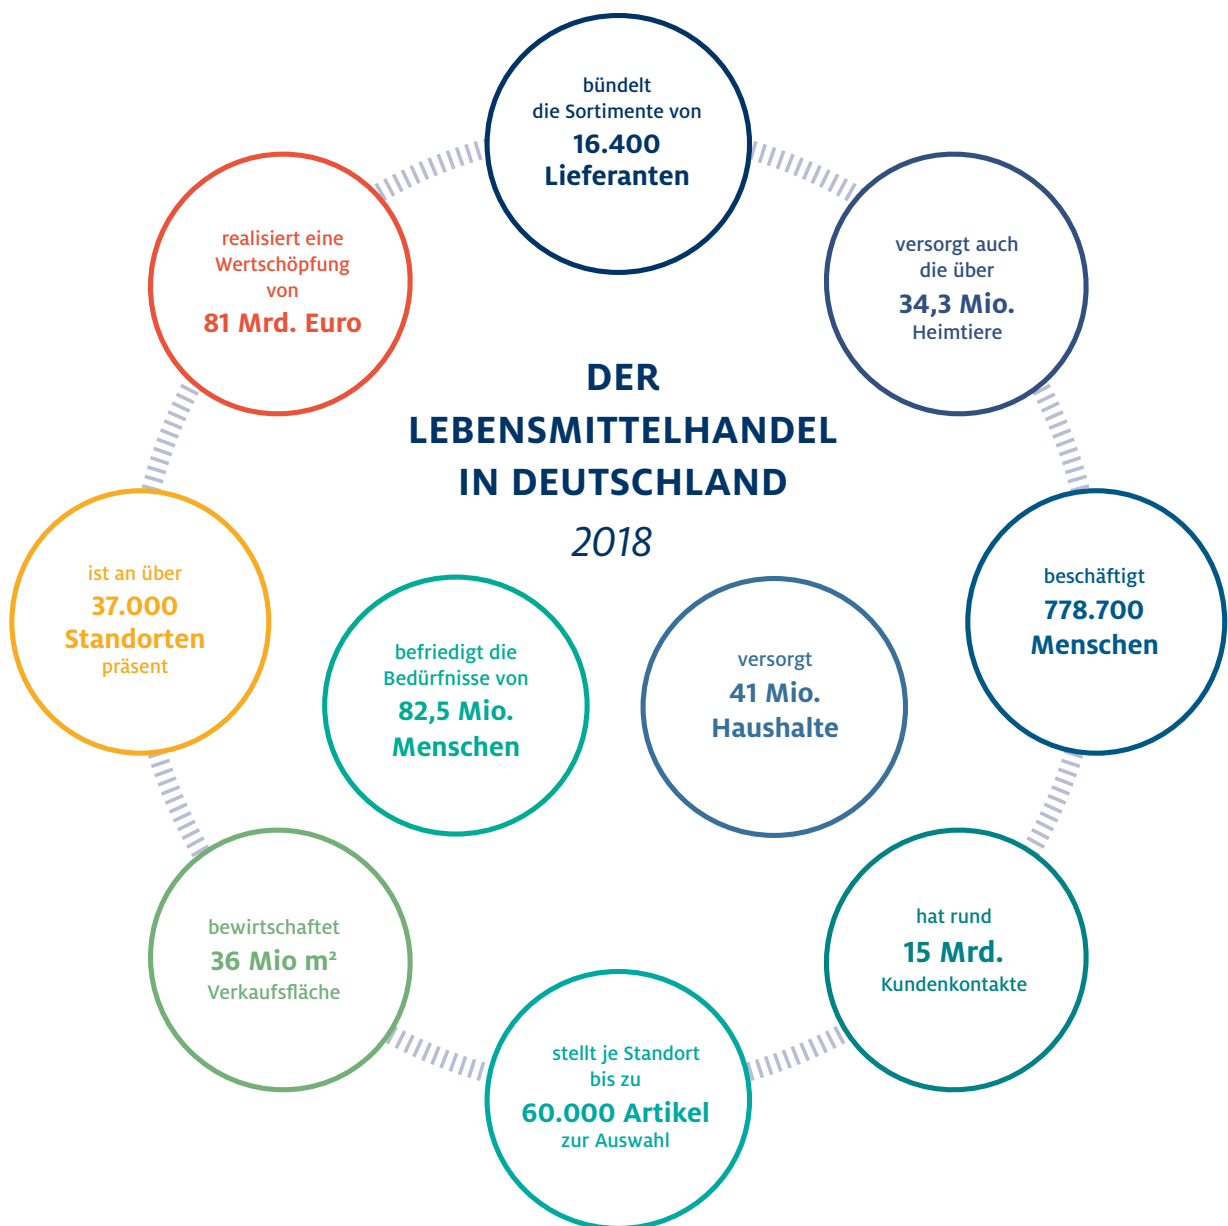 bündelt
die Sortimente von
16.400
Lieferanten
realisiert eine
Wertschöpfung
von
81 Mrd. Euro
versorgt auch
die über
34,3 Mio.
Heimtiere
DER
LEBENSMITTELHANDEL
IN DEUTSCHLAND
2018
ist an über
37.000
Standorten
präsent
befriedigt die
Bedürfnisse von
82,5 Mio.
Menschen
versorgt
41 Mio.
Haushalte
beschäftigt
778.700
Menschen
bewirtschaftet
36 Mio m²
Verkaufsfläche
hat rund
15 Mrd.
Kundenkontakte
stellt je Standort
bis zu
60.000 Artikel
zur Auswahl